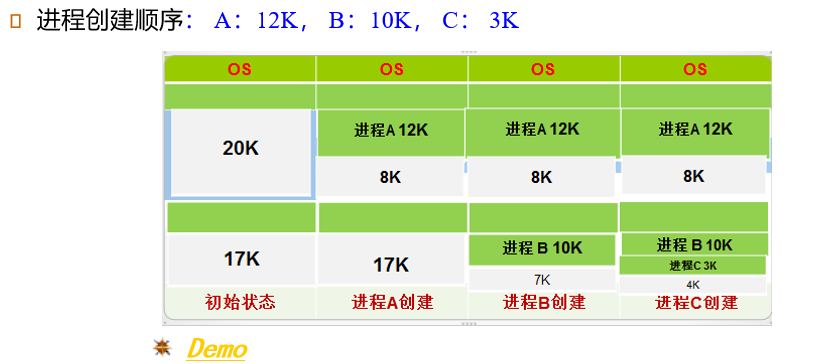 进程创建顺序： A：12K， B：10K， C： 3K
OS OS OS OS
20K 进程A 12K 进程A 12K 进程A 12K
8K 8K 8K
17K 17K 进程 B 10K 进程 B 10K
进程C 3K
7K 4K
初始状态 进程A创建 进程B创建 进程C创建
Demo